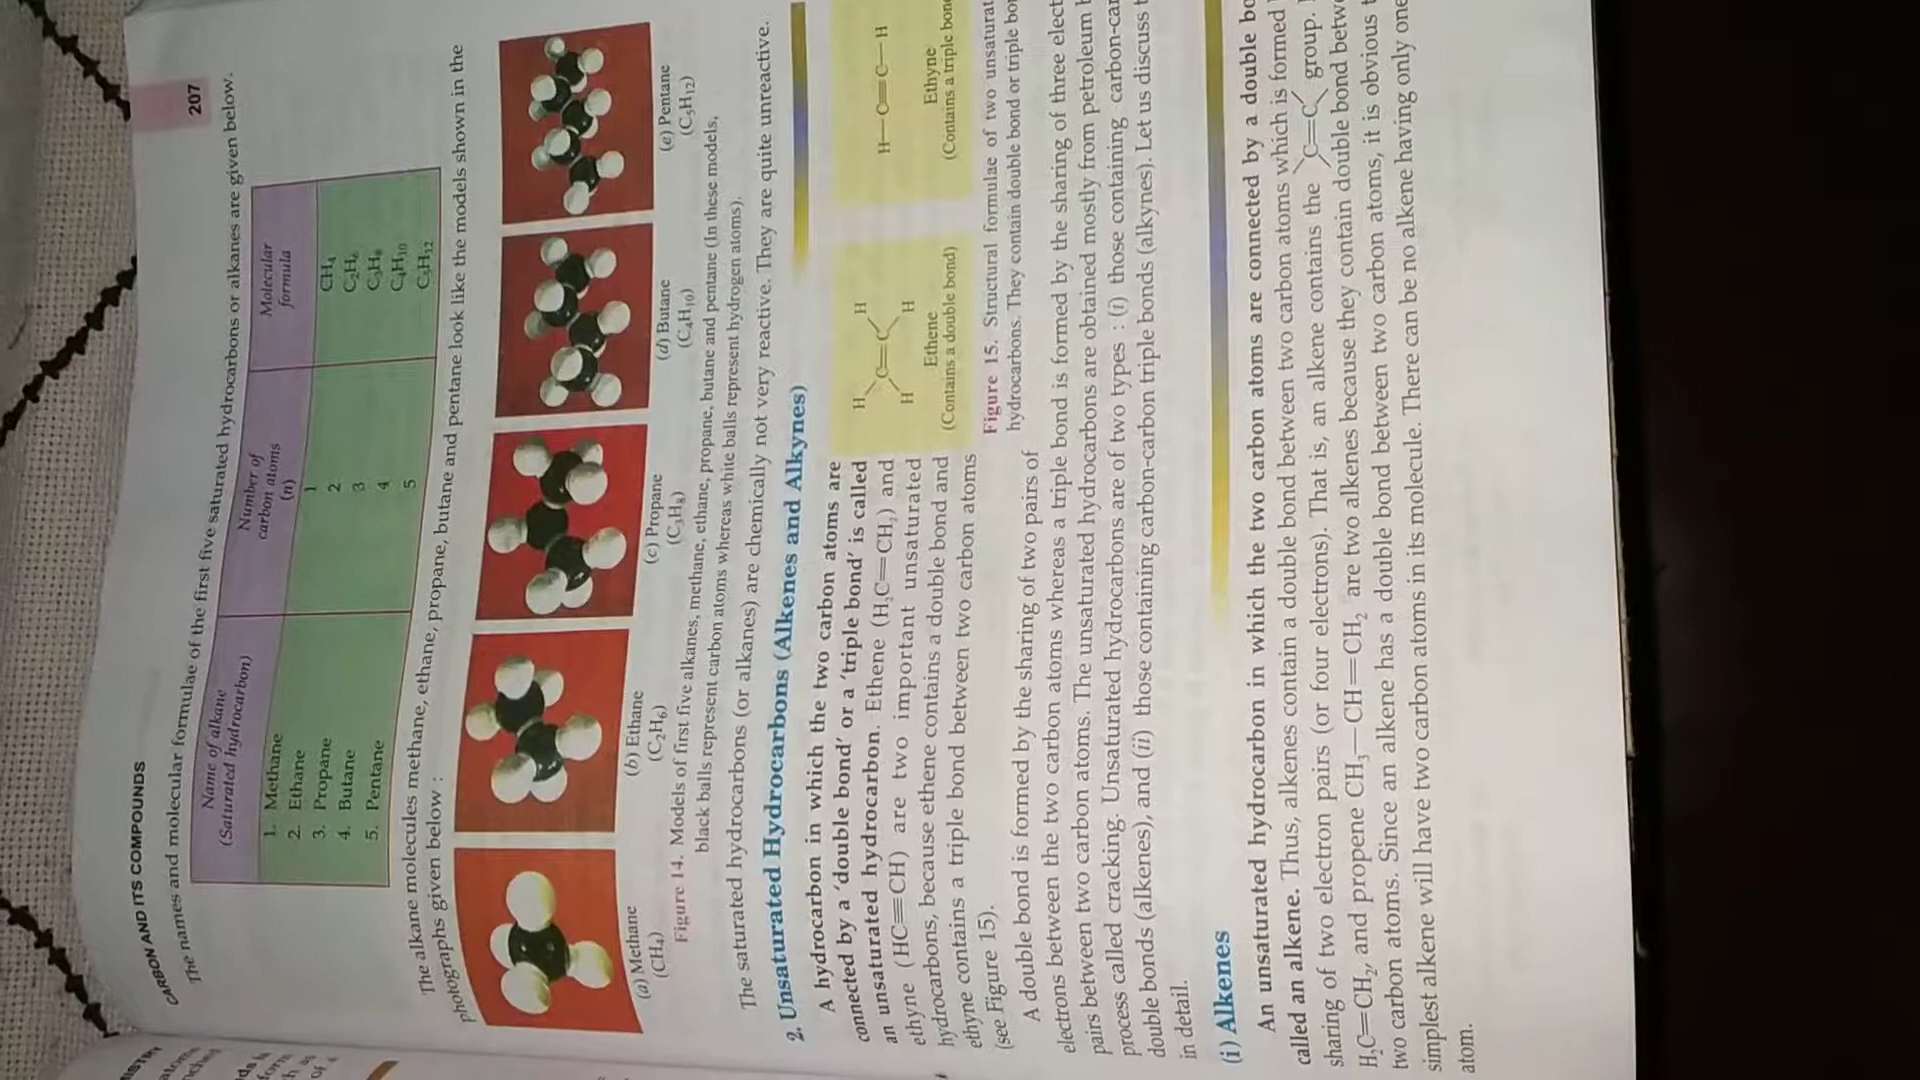 CARBON AND ITS COMPOUNDS
207
The names and molecular formulae of the first five saturated hydrocarbons or alkanes are given below.
Name of alkane
(Saturated hydrocarbon)
Number of
carbon atoms
(n)
Molecular
formula
1. Methane 1 CH₄
2. Ethane 2 C₂H₆
3. Propane 3 C₃H₈
4. Butane 4 C₄H₁₀
5. Pentane 5 C₅H₁₂
The alkane molecules methane, ethane, propane, butane and pentane look like the models shown in the
photographs given below :
(a) Methane
(CH₄)
(b) Ethane
(C₂H₆)
(c) Propane
(C₃H₈)
(d) Butane
(C₄H₁₀)
(e) Pentane
(C₅H₁₂)
Figure 14. Models of first five alkanes, methane, ethane, propane, butane and pentane (In these models,
black balls represent carbon atoms whereas white balls represent hydrogen atoms).
The saturated hydrocarbons (or alkanes) are chemically not very reactive. They are quite unreactive.
2. Unsaturated Hydrocarbons (Alkenes and Alkynes)
A hydrocarbon in which the two carbon atoms are
connected by a 'double bond' or a 'triple bond' is called
an unsaturated hydrocarbon. Ethene (H₂C=CH₂) and
ethyne (HC≡CH) are two important unsaturated
hydrocarbons, because ethene contains a double bond and
ethyne contains a triple bond between two carbon atoms
(see Figure 15).
H H
C=C
H H
Ethene
(Contains a double bond)
H—C≡C—H
Ethyne
(Contains a triple bond
Figure 15. Structural formulae of two unsaturat
hydrocarbons. They contain double bond or triple bo
A double bond is formed by the sharing of two pairs of
electrons between the two carbon atoms whereas a triple bond is formed by the sharing of three elect
pairs between two carbon atoms. The unsaturated hydrocarbons are obtained mostly from petroleum b
process called cracking. Unsaturated hydrocarbons are of two types : (i) those containing carbon-car
double bonds (alkenes), and (ii) those containing carbon-carbon triple bonds (alkynes). Let us discuss t
in detail.
(i) Alkenes
An unsaturated hydrocarbon in which the two carbon atoms are connected by a double bo
called an alkene. Thus, alkenes contain a double bond between two carbon atoms which is formed
sharing of two electron pairs (or four electrons). That is, an alkene contains the >C=C< group.
H₂C=CH₂, and propene CH₃—CH=CH₂ are two alkenes because they contain double bond betw
two carbon atoms. Since an alkene has a double bond between two carbon atoms, it is obvious t
simplest alkene will have two carbon atoms in its molecule. There can be no alkene having only one
atom.